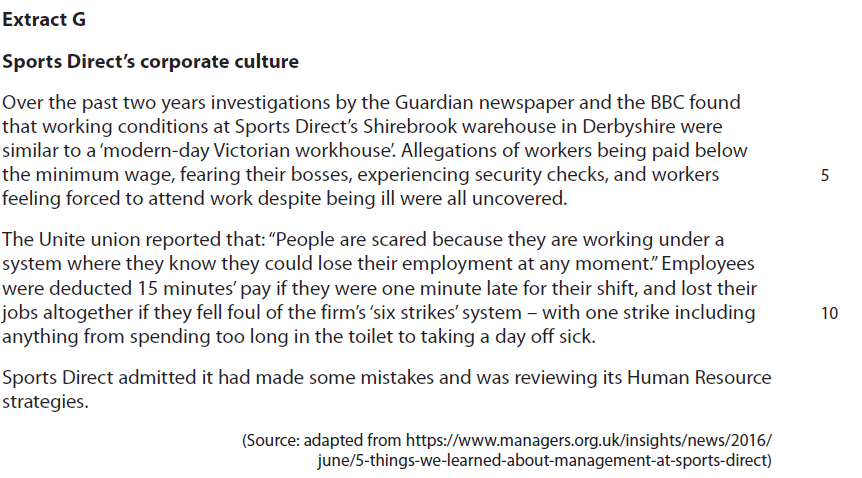 Extract G
Sports Direct’s corporate culture
Over the past two years investigations by the Guardian newspaper and the BBC found
that working conditions at Sports Direct’s Shirebrook warehouse in Derbyshire were
similar to a ‘modern-day Victorian workhouse’. Allegations of workers being paid below
the minimum wage, fearing their bosses, experiencing security checks, and workers 5
feeling forced to attend work despite being ill were all uncovered.
The Unite union reported that: “People are scared because they are working under a
system where they know they could lose their employment at any moment.” Employees
were deducted 15 minutes’ pay if they were one minute late for their shift, and lost their
jobs altogether if they fell foul of the firm’s ‘six strikes’ system – with one strike including 10
anything from spending too long in the toilet to taking a day off sick.
Sports Direct admitted it had made some mistakes and was reviewing its Human Resource
strategies.
(Source: adapted from https://www.managers.org.uk/insights/news/2016/
june/5-things-we-learned-about-management-at-sports-direct)